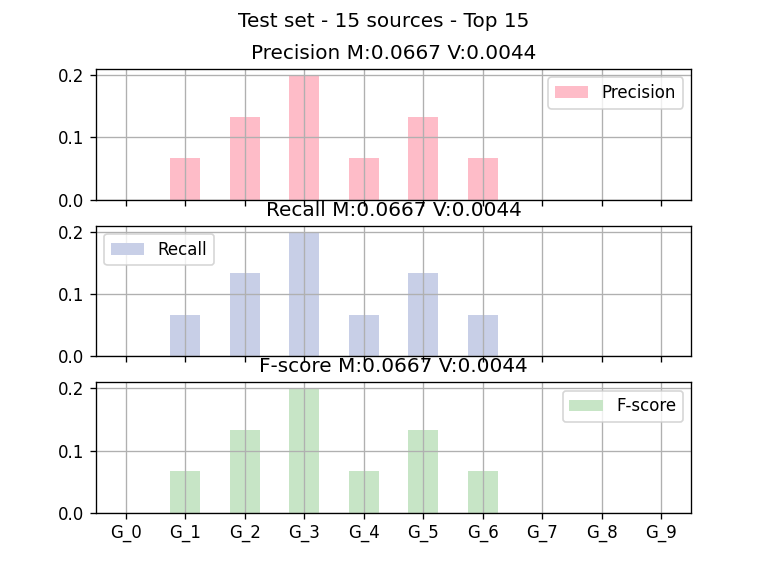 Test set - 15 sources - Top 15
Precision M:0.0667 V:0.0044
0.2
0.1
0.0
Precision
Recall M:0.0667 V:0.0044
0.2
0.1
0.0
Recall
F-score M:0.0667 V:0.0044
0.2
0.1
0.0
F-score
G_0 G_1 G_2 G_3 G_4 G_5 G_6 G_7 G_8 G_9